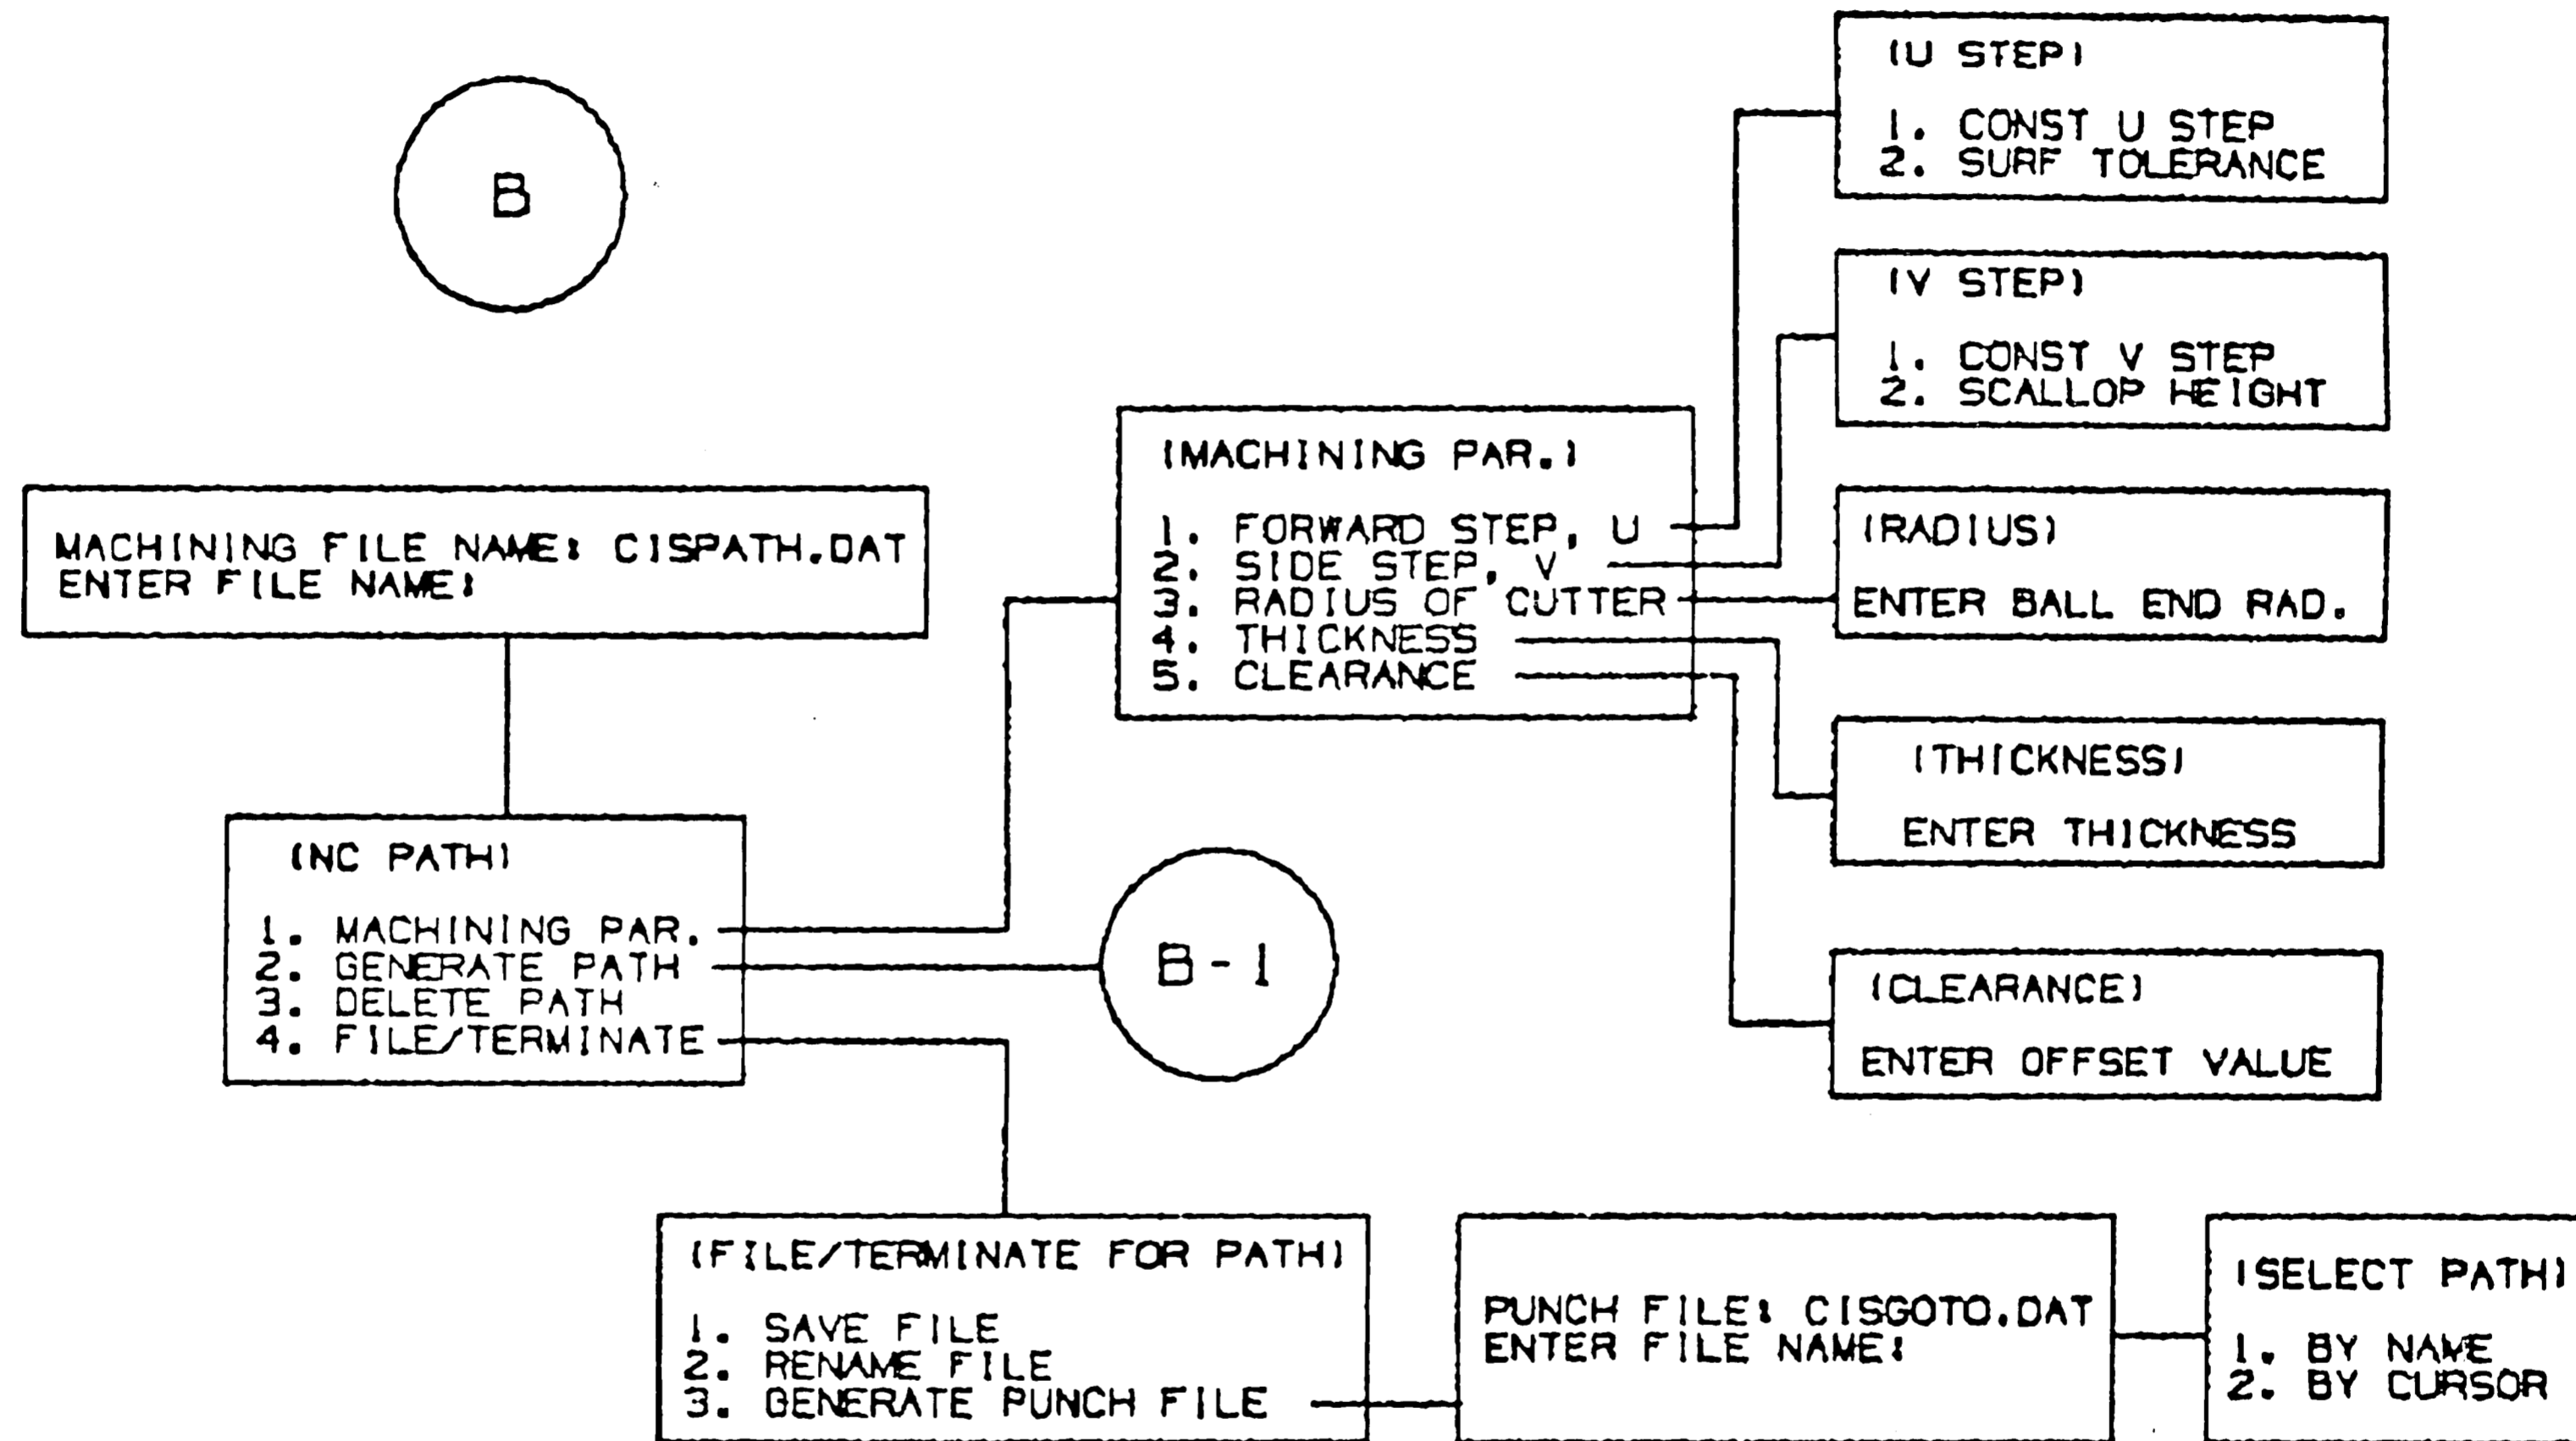 B
(U STEP)
1. CONST U STEP
2. SURF TOLERANCE
(V STEP)
1. CONST V STEP
2. SCALLOP HEIGHT
(MACHINING PAR.)
1. FORWARD STEP, U
2. SIDE STEP, V
3. RADIUS OF CUTTER
4. THICKNESS
5. CLEARANCE
MACHINING FILE NAME: CISPATH.DAT
ENTER FILE NAME:
(RADIUS)
ENTER BALL END RAD.
(THICKNESS)
ENTER THICKNESS
(NC PATH)
1. MACHINING PAR.
2. GENERATE PATH
3. DELETE PATH
4. FILE/TERMINATE
B-1
(CLEARANCE)
ENTER OFFSET VALUE
(FILE/TERMINATE FOR PATH)
1. SAVE FILE
2. RENAME FILE
3. GENERATE PUNCH FILE
PUNCH FILE: CISGOTO.DAT
ENTER FILE NAME:
(SELECT PATH)
1. BY NAME
2. BY CURSOR